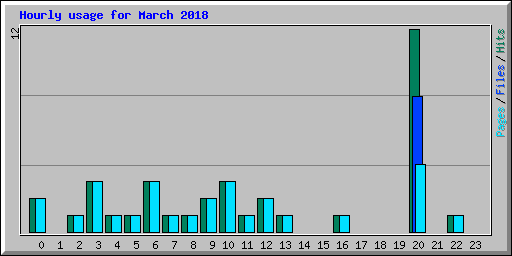 Hourly usage for March 2018
12
Pages/Files/Hits
0 1 2 3 4 5 6 7 8 9 10 11 12 13 14 15 16 17 18 19 20 21 22 23